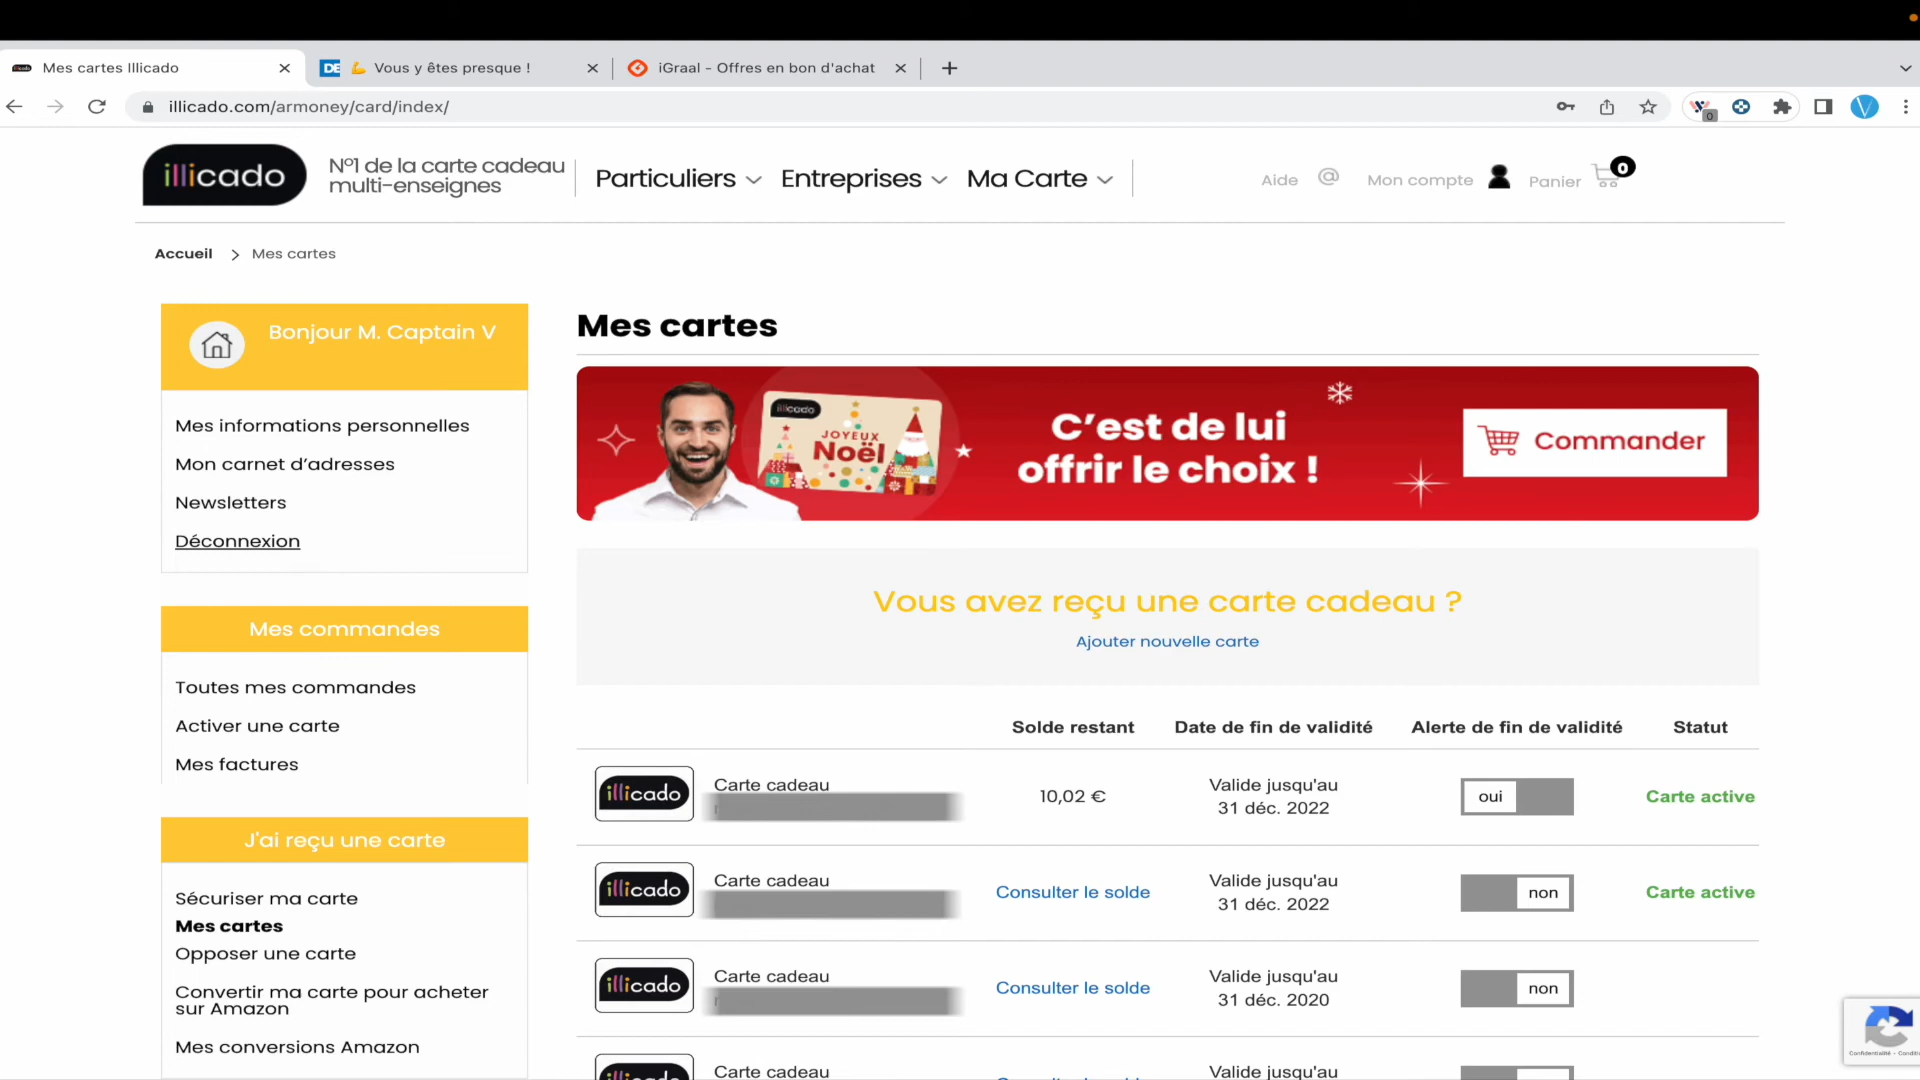 Mes cartes Illicado
DE 💪 Vous y êtes presque !
iGraal - Offres en bon d'achat
illicado.com/armoney/card/index/
0
V
illicado
N°1 de la carte cadeau
multi-enseignes
Particuliers
Entreprises
Ma Carte
Aide @
Mon compte
Panier
0
Accueil > Mes cartes
Bonjour M. Captain V
Mes informations personnelles
Mon carnet d'adresses
Newsletters
Déconnexion
Mes commandes
Toutes mes commandes
Activer une carte
Mes factures
J'ai reçu une carte
Sécuriser ma carte
Mes cartes
Opposer une carte
Convertir ma carte pour acheter
sur Amazon
Mes conversions Amazon
Mes cartes
illicado
JOYEUX
Noël
C'est de lui
offrir le choix !
Commander
Vous avez reçu une carte cadeau ?
Ajouter nouvelle carte
Solde restant Date de fin de validité Alerte de fin de validité Statut
illicado
Carte cadeau
10,02 €
Valide jusqu'au
31 déc. 2022
oui
Carte active
illicado
Carte cadeau
Consulter le solde
Valide jusqu'au
31 déc. 2022
non
Carte active
illicado
Carte cadeau
Consulter le solde
Valide jusqu'au
31 déc. 2020
non
Carte cadeau
Valide jusqu'au